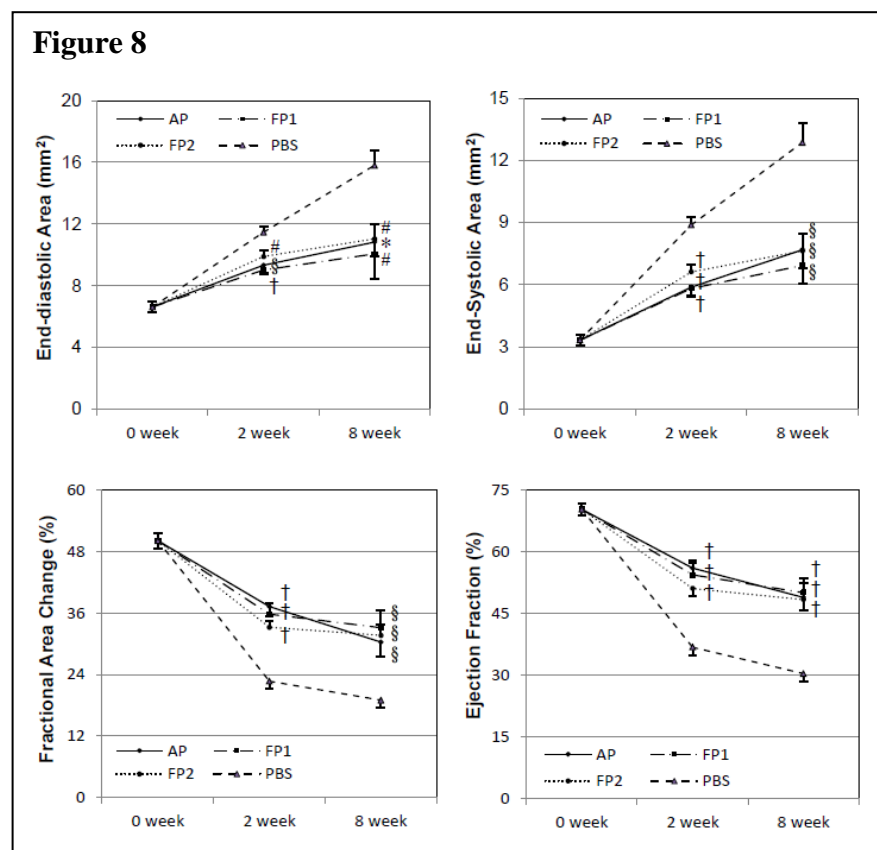 Figure 8
End-diastolic Area (mm²)
20
16
12
8
4
0
AP FP1
FP2 PBS
#
§
†
#
*
#
0 week 2 week 8 week
End-Systolic Area (mm²)
15
12
9
6
3
0
AP FP1
FP2 PBS
†
‡
†
§
§
§
0 week 2 week 8 week
Fractional Area Change (%)
60
48
36
24
12
0
†
‡
†
§
§
§
AP FP1
FP2 PBS
0 week 2 week 8 week
Ejection Fraction (%)
75
60
45
30
15
0
†
‡
†
†
†
†
AP FP1
FP2 PBS
0 week 2 week 8 week